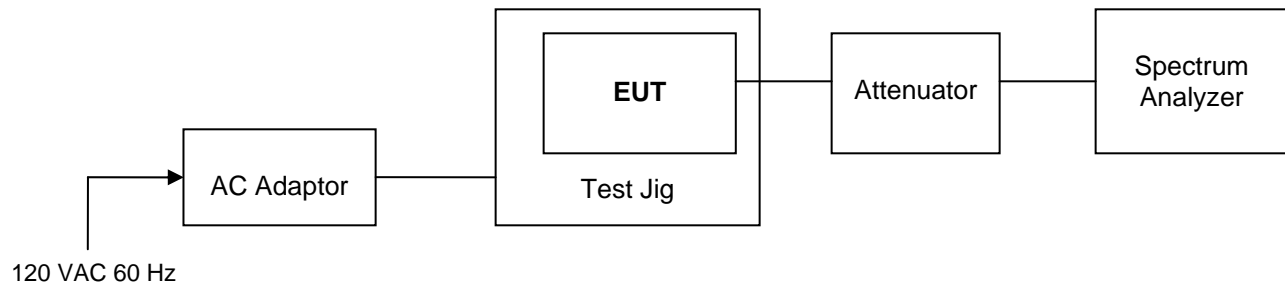 120 VAC 60 Hz
AC Adaptor
EUT
Test Jig
Attenuator
Spectrum
Analyzer